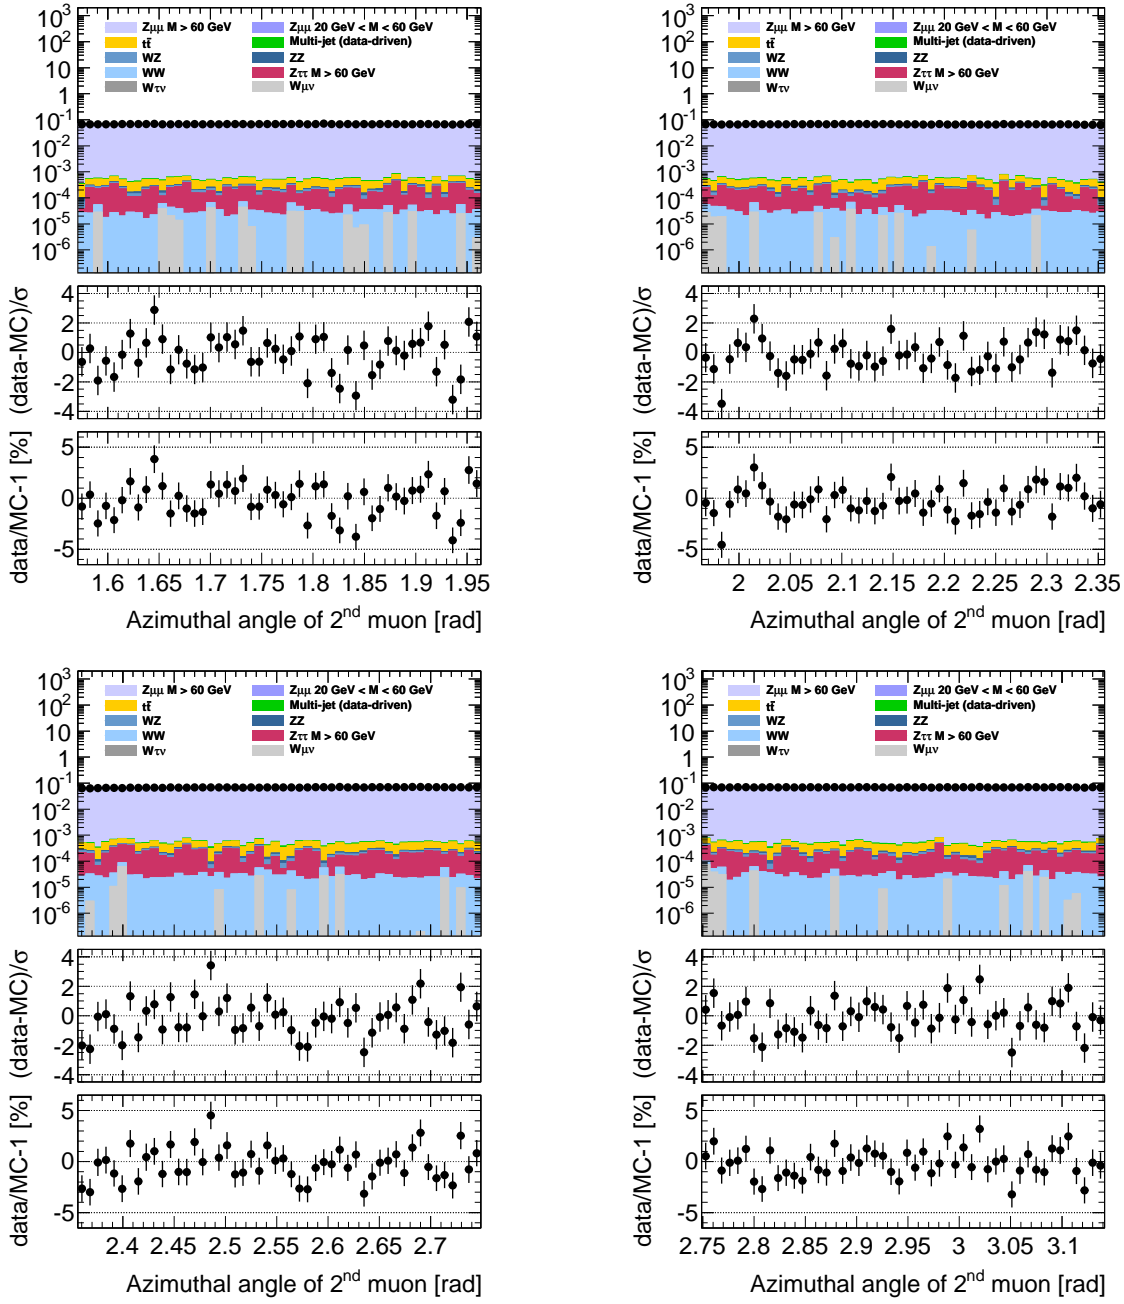 10³
10²
10
1
10⁻¹
10⁻²
10⁻³
10⁻⁴
10⁻⁵
10⁻⁶
Zμμ M > 60 GeV
Zμμ 20 GeV < M < 60 GeV
tt̄
Multi-jet (data-driven)
WZ
ZZ
WW
Zττ M > 60 GeV
Wτν
Wμν
(data-MC)/σ
4
2
0
-2
-4
data/MC-1 [%]
5
0
-5
1.6 1.65 1.7 1.75 1.8 1.85 1.9 1.95
Azimuthal angle of 2ⁿᵈ muon [rad]
10³
10²
10
1
10⁻¹
10⁻²
10⁻³
10⁻⁴
10⁻⁵
10⁻⁶
Zμμ M > 60 GeV
Zμμ 20 GeV < M < 60 GeV
tt̄
Multi-jet (data-driven)
WZ
ZZ
WW
Zττ M > 60 GeV
Wτν
Wμν
(data-MC)/σ
4
2
0
-2
-4
data/MC-1 [%]
5
0
-5
2 2.05 2.1 2.15 2.2 2.25 2.3 2.35
Azimuthal angle of 2ⁿᵈ muon [rad]
10³
10²
10
1
10⁻¹
10⁻²
10⁻³
10⁻⁴
10⁻⁵
10⁻⁶
Zμμ M > 60 GeV
Zμμ 20 GeV < M < 60 GeV
tt̄
Multi-jet (data-driven)
WZ
ZZ
WW
Zττ M > 60 GeV
Wτν
Wμν
(data-MC)/σ
4
2
0
-2
-4
data/MC-1 [%]
5
0
-5
2.4 2.45 2.5 2.55 2.6 2.65 2.7
Azimuthal angle of 2ⁿᵈ muon [rad]
10³
10²
10
1
10⁻¹
10⁻²
10⁻³
10⁻⁴
10⁻⁵
10⁻⁶
Zμμ M > 60 GeV
Zμμ 20 GeV < M < 60 GeV
tt̄
Multi-jet (data-driven)
WZ
ZZ
WW
Zττ M > 60 GeV
Wτν
Wμν
(data-MC)/σ
4
2
0
-2
-4
data/MC-1 [%]
5
0
-5
2.75 2.8 2.85 2.9 2.95 3 3.05 3.1
Azimuthal angle of 2ⁿᵈ muon [rad]